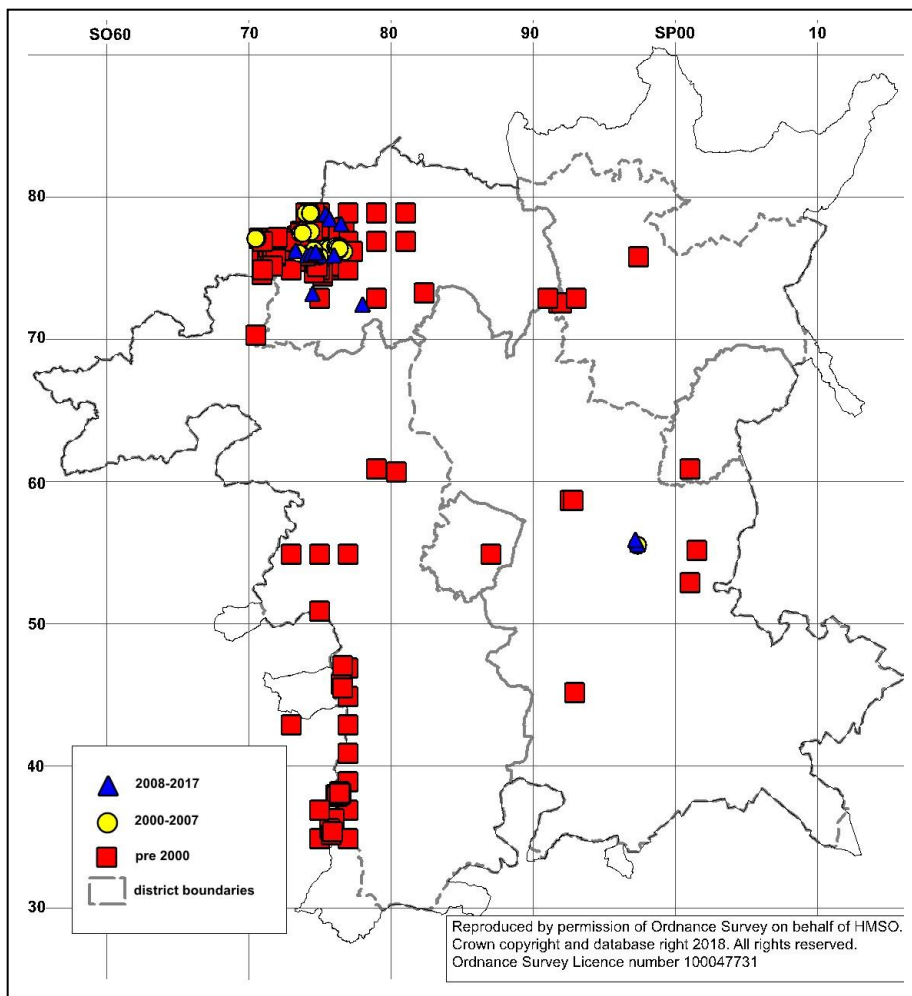 SO60 70 80 90 SP00 10
80
70
60
50
40
30
2008-2017
2000-2007
pre 2000
district boundaries
Reproduced by permission of Ordnance Survey on behalf of HMSO.
Crown copyright and database right 2018. All rights reserved.
Ordnance Survey Licence number 100047731